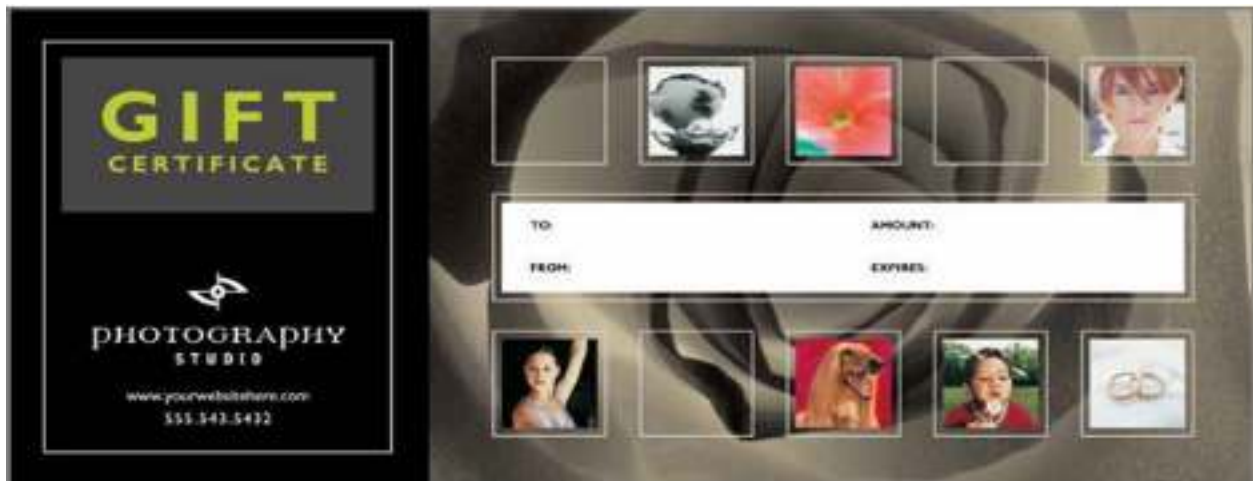 GIFT
CERTIFICATE
PHOTOGRAPHY
STUDIO
www.yourwebsitehere.com
555.543.5432
TO:
AMOUNT:
FROM:
EXPIRES: